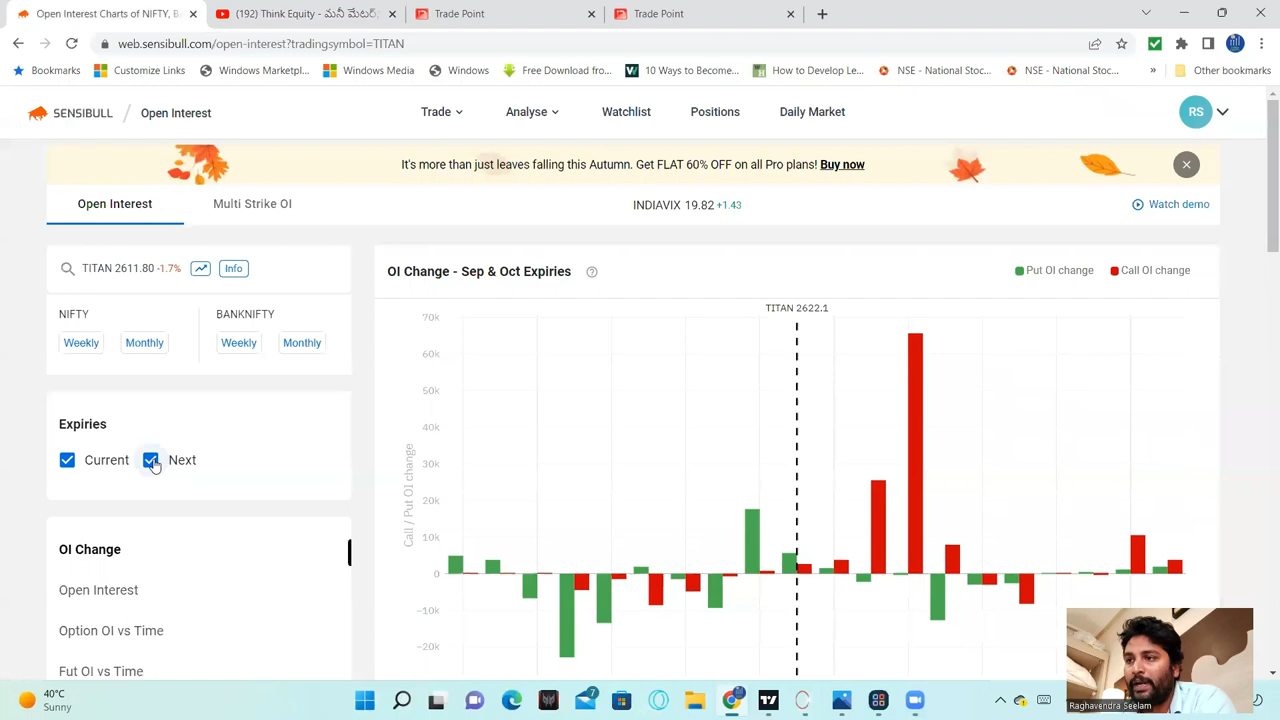 Open Interest Charts of NIFTY, B
(192) Think Equity - మనీ మేటర్
Trade Point
Trade Point
web.sensibull.com/open-interest?tradingsymbol=TITAN
Bookmarks
Customize Links
Windows Marketpl...
Windows Media
Windows
Free Download fro...
10 Ways to Become...
How to Develop Le...
NSE - National Stoc...
NSE - National Stoc...
»
Other bookmarks
SENSIBULL / Open Interest
Trade
Analyse
Watchlist
Positions
Daily Market
RS
It's more than just leaves falling this Autumn. Get FLAT 60% OFF on all Pro plans! Buy now
Open Interest
Multi Strike OI
INDIAVIX 19.82 +1.43
Watch demo
TITAN 2611.80 -1.7%
Info
NIFTY
BANKNIFTY
Weekly
Monthly
Weekly
Monthly
Expiries
Current
Next
OI Change
Open Interest
Option OI vs Time
Fut OI vs Time
OI Change - Sep & Oct Expiries
Put OI change
Call OI change
TITAN 2622.1
70k
60k
50k
40k
30k
20k
10k
0
-10k
-20k
Call / Put OI change
Raghavendra Seelam
40°C
Sunny
7